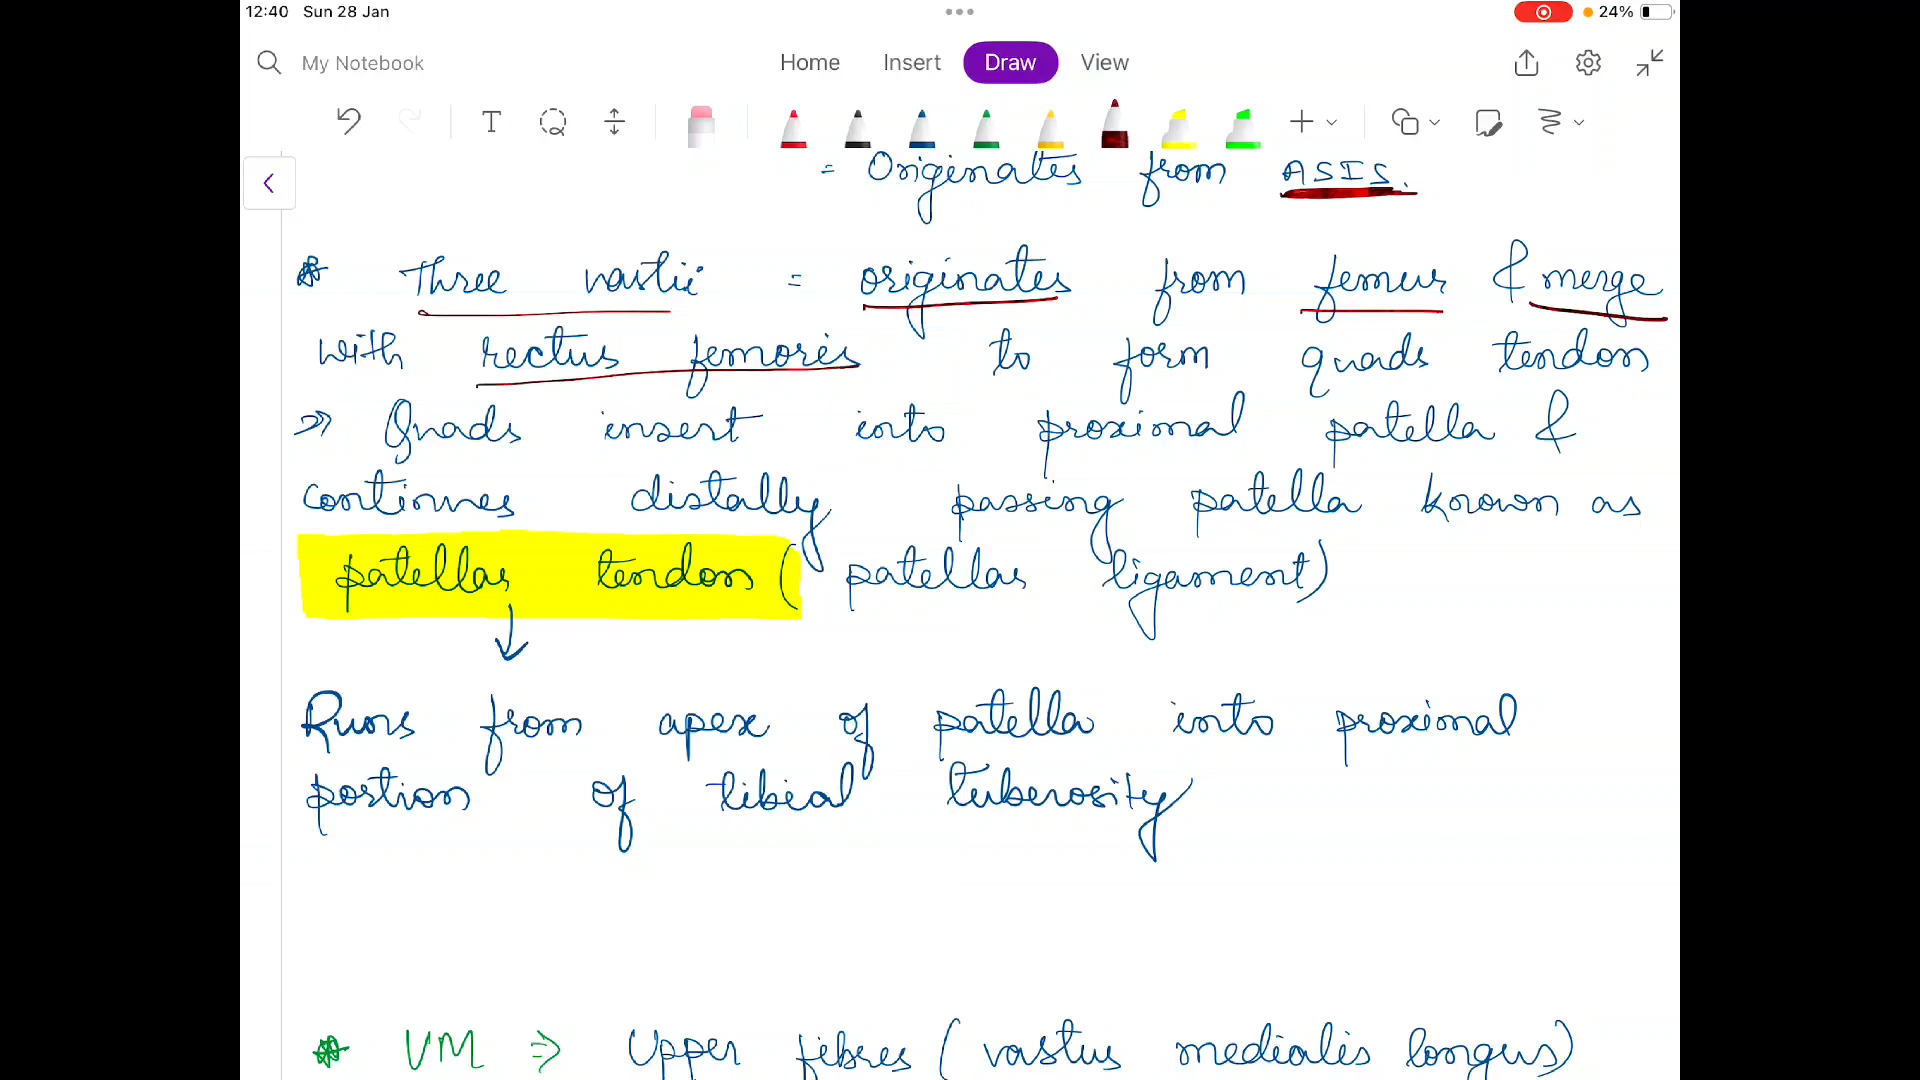 12:40 Sun 28 Jan
24%
My Notebook
Home Insert Draw View
T
= Originates from ASIS.
* Three vastii = originates from femur & merge
with rectus femoris to form quads tendon
⇒ Quads insert into proximal patella &
continues distally passing patella known as
patellar tendon (patellar ligament)
↓
Runs from apex of patella into proximal
portion of tibial tuberosity
* VM ⇒ Upper fibres (vastus medialis longus)